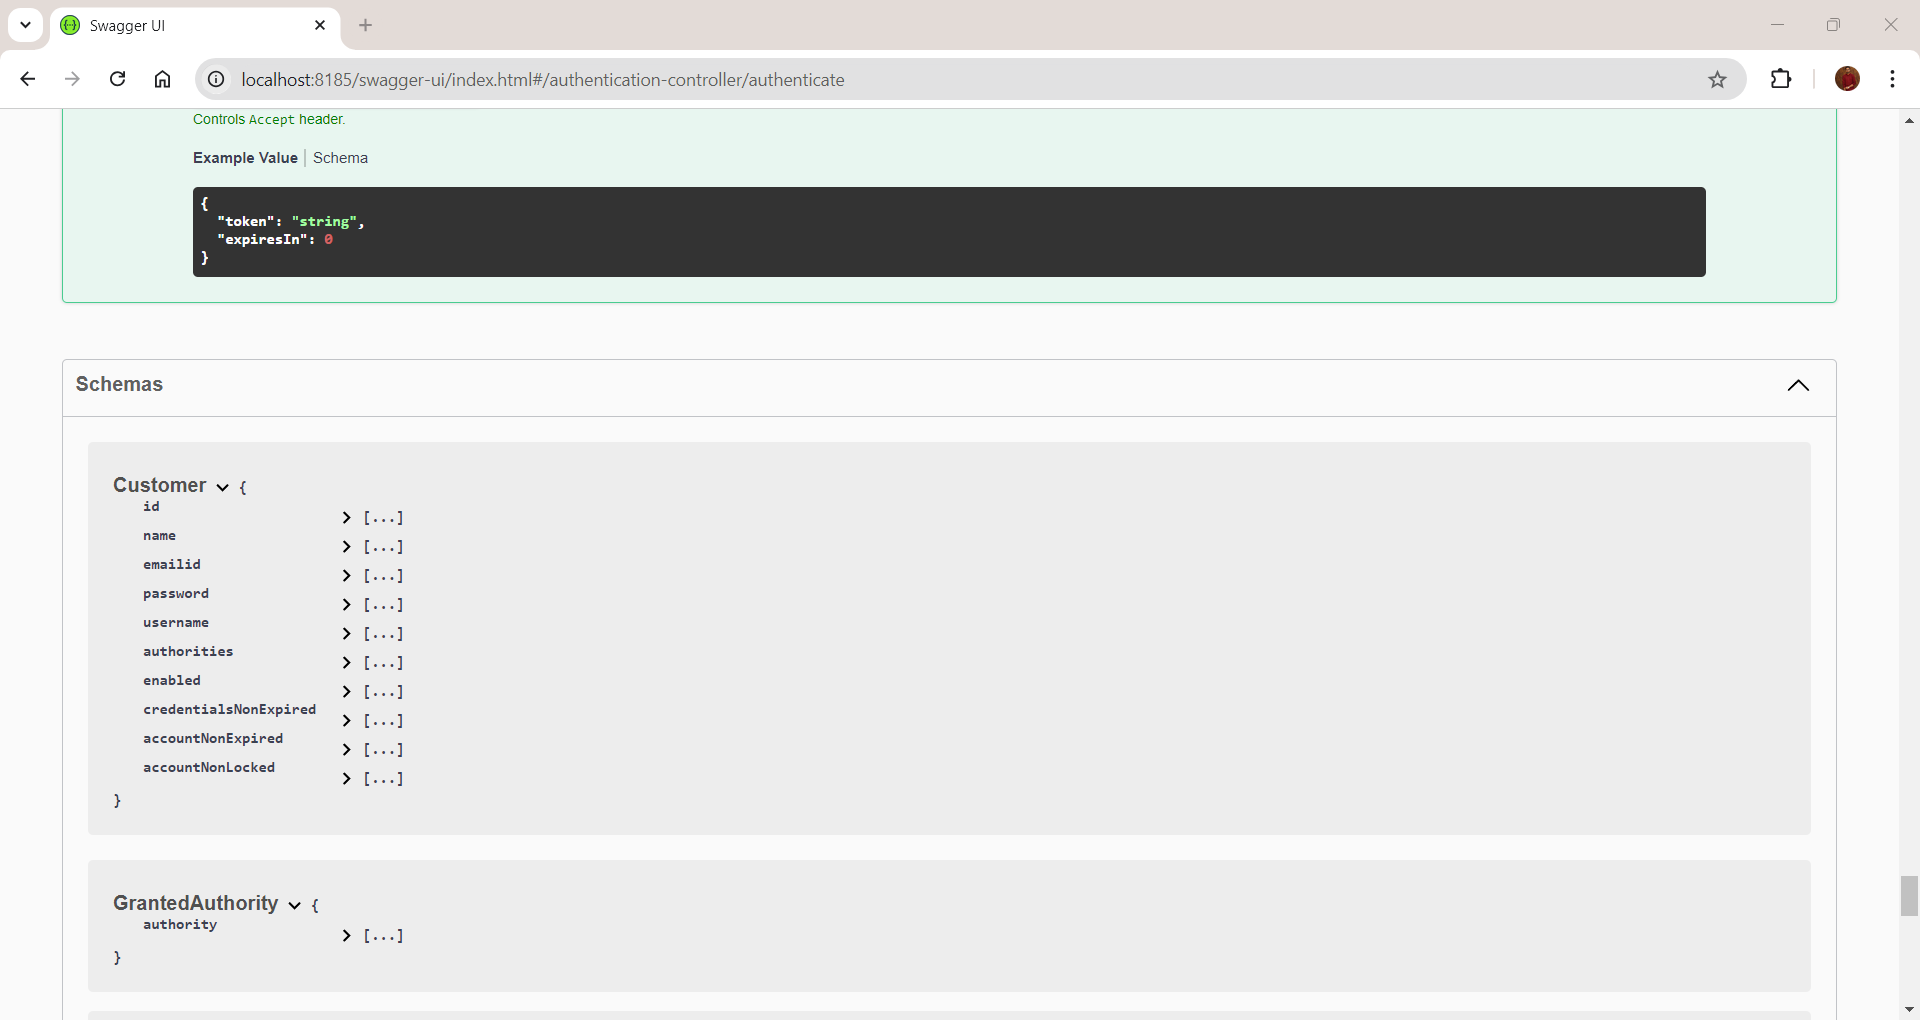 Swagger UI
localhost:8185/swagger-ui/index.html#/authentication-controller/authenticate
Controls Accept header.
Example Value | Schema
{
"token": "string",
"expiresIn": 0
}
Schemas
Customer {
id [...]
name [...]
emailid [...]
password [...]
username [...]
authorities [...]
enabled [...]
credentialsNonExpired [...]
accountNonExpired [...]
accountNonLocked [...]
}
GrantedAuthority {
authority [...]
}